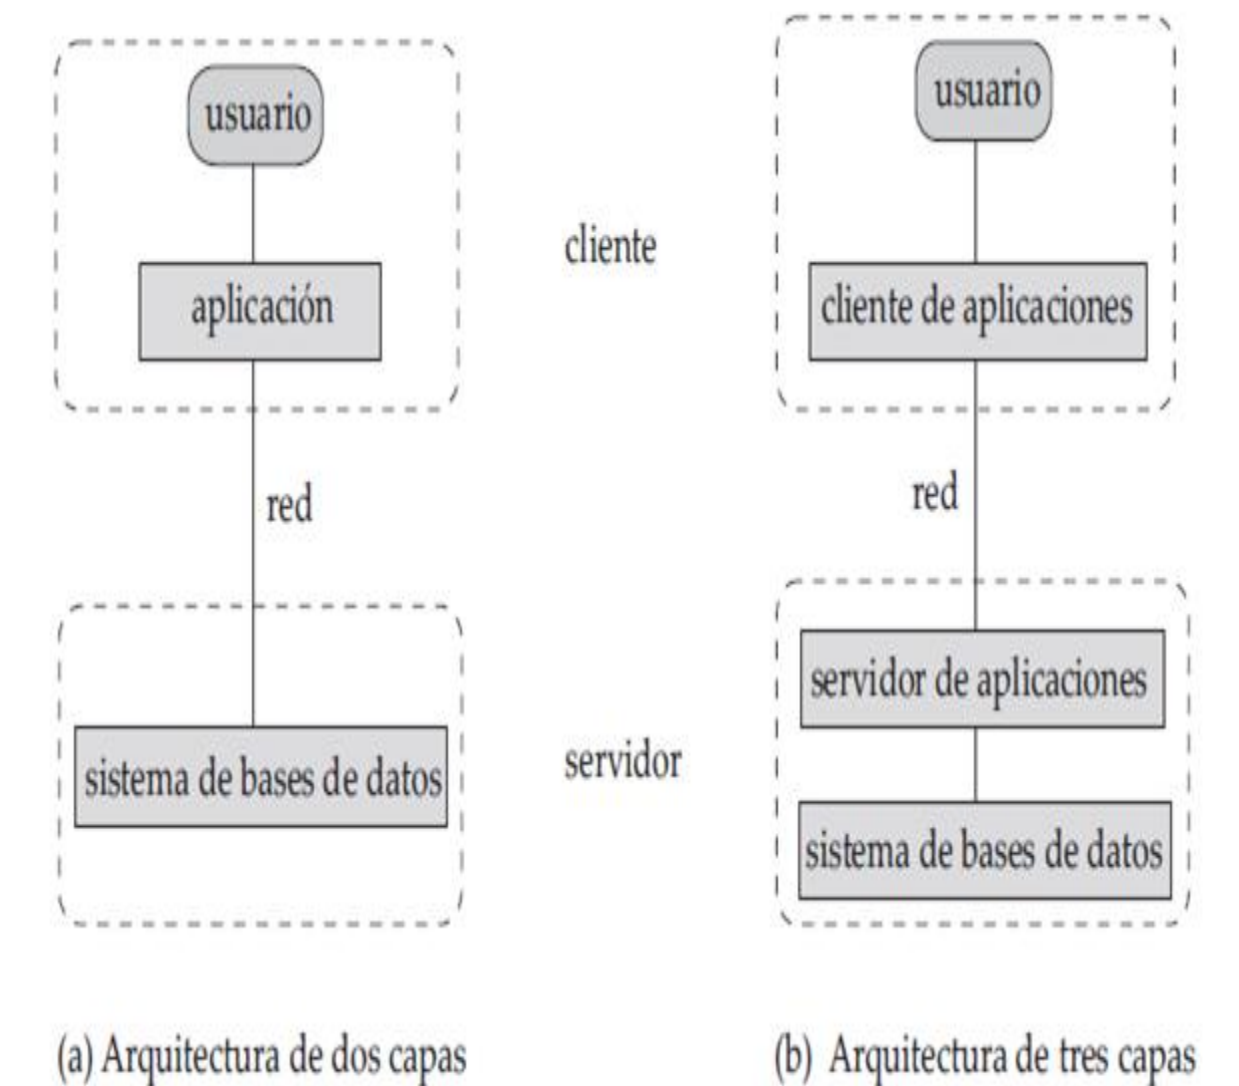 usuario
aplicación
red
sistema de bases de datos
cliente
servidor
usuario
cliente de aplicaciones
red
servidor de aplicaciones
sistema de bases de datos
(a) Arquitectura de dos capas
(b) Arquitectura de tres capas